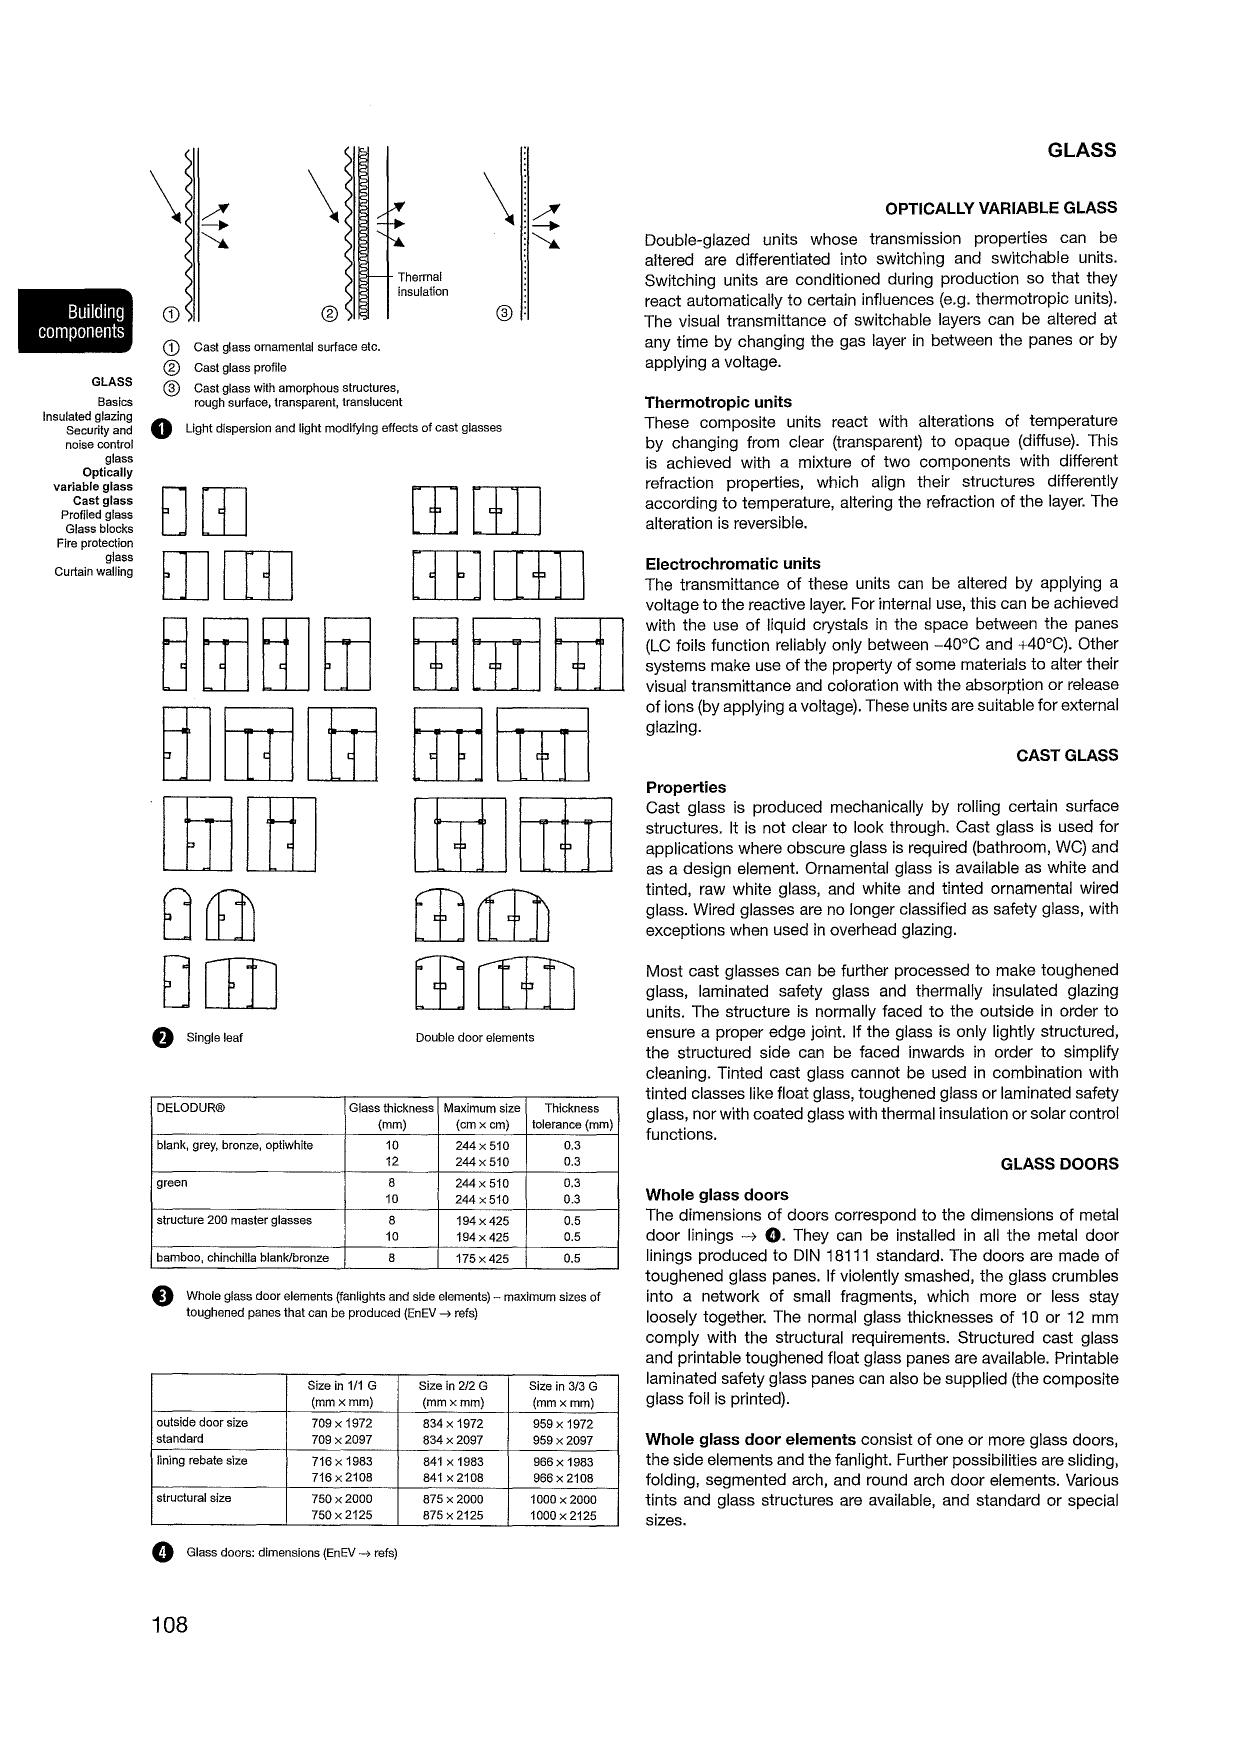 GLASS
Building
components
GLASS
Basics
Insulated glazing
Security and
noise control
glass
Optically
variable glass
Cast glass
Profiled glass
Glass blocks
Fire protection
glass
Curtain walling
Thermal
insulation
① ② ③
① Cast glass ornamental surface etc.
② Cast glass profile
③ Cast glass with amorphous structures,
rough surface, transparent, translucent
❶ Light dispersion and light modifying effects of cast glasses
❷ Single leaf Double door elements
DELODUR® Glass thickness Maximum size Thickness
(mm) (cm x cm) tolerance (mm)
blank, grey, bronze, optiwhite 10 244 x 510 0.3
12 244 x 510 0.3
green 8 244 x 510 0.3
10 244 x 510 0.3
structure 200 master glasses 8 194 x 425 0.5
10 194 x 425 0.5
bamboo, chinchilla blank/bronze 8 175 x 425 0.5
❸ Whole glass door elements (fanlights and side elements) – maximum sizes of
toughened panes that can be produced (EnEV → refs)
Size in 1/1 G Size in 2/2 G Size in 3/3 G
(mm x mm) (mm x mm) (mm x mm)
outside door size 709 x 1972 834 x 1972 959 x 1972
standard 709 x 2097 834 x 2097 959 x 2097
lining rebate size 716 x 1983 841 x 1983 966 x 1983
716 x 2108 841 x 2108 966 x 2108
structural size 750 x 2000 875 x 2000 1000 x 2000
750 x 2125 875 x 2125 1000 x 2125
❹ Glass doors: dimensions (EnEV → refs)
OPTICALLY VARIABLE GLASS
Double-glazed units whose transmission properties can be
altered are differentiated into switching and switchable units.
Switching units are conditioned during production so that they
react automatically to certain influences (e.g. thermotropic units).
The visual transmittance of switchable layers can be altered at
any time by changing the gas layer in between the panes or by
applying a voltage.
Thermotropic units
These composite units react with alterations of temperature
by changing from clear (transparent) to opaque (diffuse). This
is achieved with a mixture of two components with different
refraction properties, which align their structures differently
according to temperature, altering the refraction of the layer. The
alteration is reversible.
Electrochromatic units
The transmittance of these units can be altered by applying a
voltage to the reactive layer. For internal use, this can be achieved
with the use of liquid crystals in the space between the panes
(LC foils function reliably only between –40°C and +40°C). Other
systems make use of the property of some materials to alter their
visual transmittance and coloration with the absorption or release
of ions (by applying a voltage). These units are suitable for external
glazing.
CAST GLASS
Properties
Cast glass is produced mechanically by rolling certain surface
structures. It is not clear to look through. Cast glass is used for
applications where obscure glass is required (bathroom, WC) and
as a design element. Ornamental glass is available as white and
tinted, raw white glass, and white and tinted ornamental wired
glass. Wired glasses are no longer classified as safety glass, with
exceptions when used in overhead glazing.
Most cast glasses can be further processed to make toughened
glass, laminated safety glass and thermally insulated glazing
units. The structure is normally faced to the outside in order to
ensure a proper edge joint. If the glass is only lightly structured,
the structured side can be faced inwards in order to simplify
cleaning. Tinted cast glass cannot be used in combination with
tinted classes like float glass, toughened glass or laminated safety
glass, nor with coated glass with thermal insulation or solar control
functions.
GLASS DOORS
Whole glass doors
The dimensions of doors correspond to the dimensions of metal
door linings → ❹. They can be installed in all the metal door
linings produced to DIN 18111 standard. The doors are made of
toughened glass panes. If violently smashed, the glass crumbles
into a network of small fragments, which more or less stay
loosely together. The normal glass thicknesses of 10 or 12 mm
comply with the structural requirements. Structured cast glass
and printable toughened float glass panes are available. Printable
laminated safety glass panes can also be supplied (the composite
glass foil is printed).
Whole glass door elements consist of one or more glass doors,
the side elements and the fanlight. Further possibilities are sliding,
folding, segmented arch, and round arch door elements. Various
tints and glass structures are available, and standard or special
sizes.
108